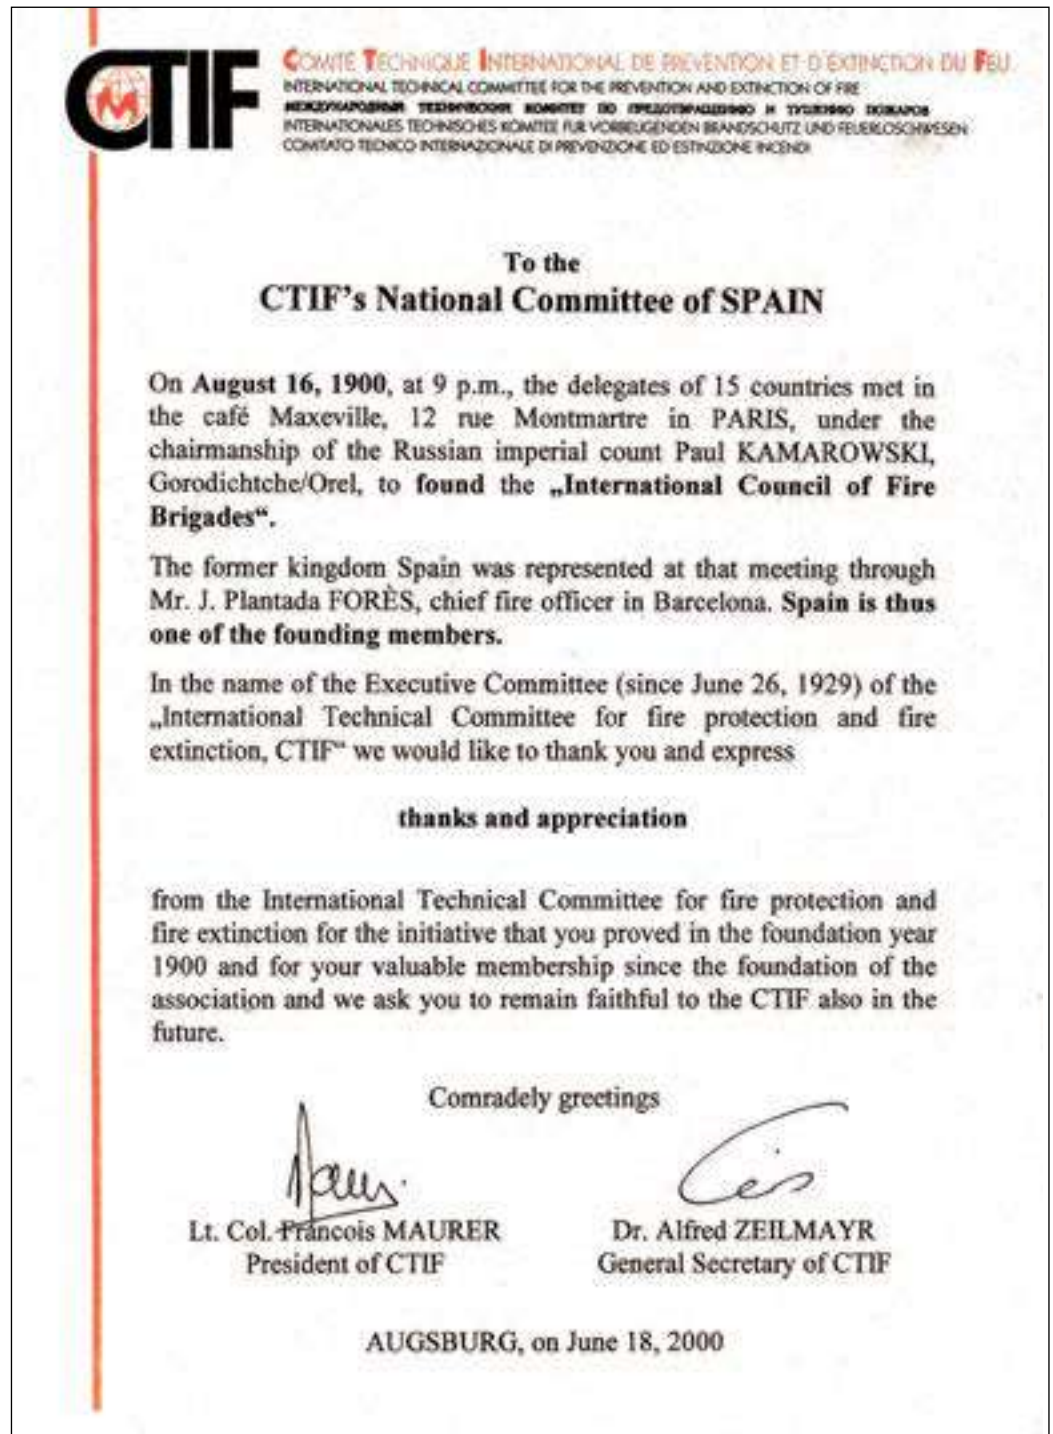 CTIF
COMITÉ TECHNIQUE INTERNATIONAL DE PREVENTION ET D'EXTINCTION DU FEU
INTERNATIONAL TECHNICAL COMMITTEE FOR THE PREVENTION AND EXTINCTION OF FIRE
МЕЖДУНАРОДНЫЙ ТЕХНИЧЕСКИЙ КОМИТЕТ ПО ПРЕДОТВРАЩЕНИЮ И ТУШЕНИЮ ПОЖАРОВ
INTERNATIONALES TECHNISCHES KOMITEE FUR VORBEUGENDEN BRANDSCHUTZ UND FEUERLOSCHWESEN
COMITATO TECNICO INTERNAZIONALE DI PREVENZIONE ED ESTINZIONE INCENDI
To the
CTIF's National Committee of SPAIN
On August 16, 1900, at 9 p.m., the delegates of 15 countries met in
the café Maxeville, 12 rue Montmartre in PARIS, under the
chairmanship of the Russian imperial count Paul KAMAROWSKI,
Gorodichtche/Orel, to found the „International Council of Fire
Brigades“.
The former kingdom Spain was represented at that meeting through
Mr. J. Plantada FORÈS, chief fire officer in Barcelona. Spain is thus
one of the founding members.
In the name of the Executive Committee (since June 26, 1929) of the
„International Technical Committee for fire protection and fire
extinction, CTIF“ we would like to thank you and express
thanks and appreciation
from the International Technical Committee for fire protection and
fire extinction for the initiative that you proved in the foundation year
1900 and for your valuable membership since the foundation of the
association and we ask you to remain faithful to the CTIF also in the
future.
Comradely greetings
Lt. Col. Francois MAURER
Dr. Alfred ZEILMAYR
President of CTIF
General Secretary of CTIF
AUGSBURG, on June 18, 2000